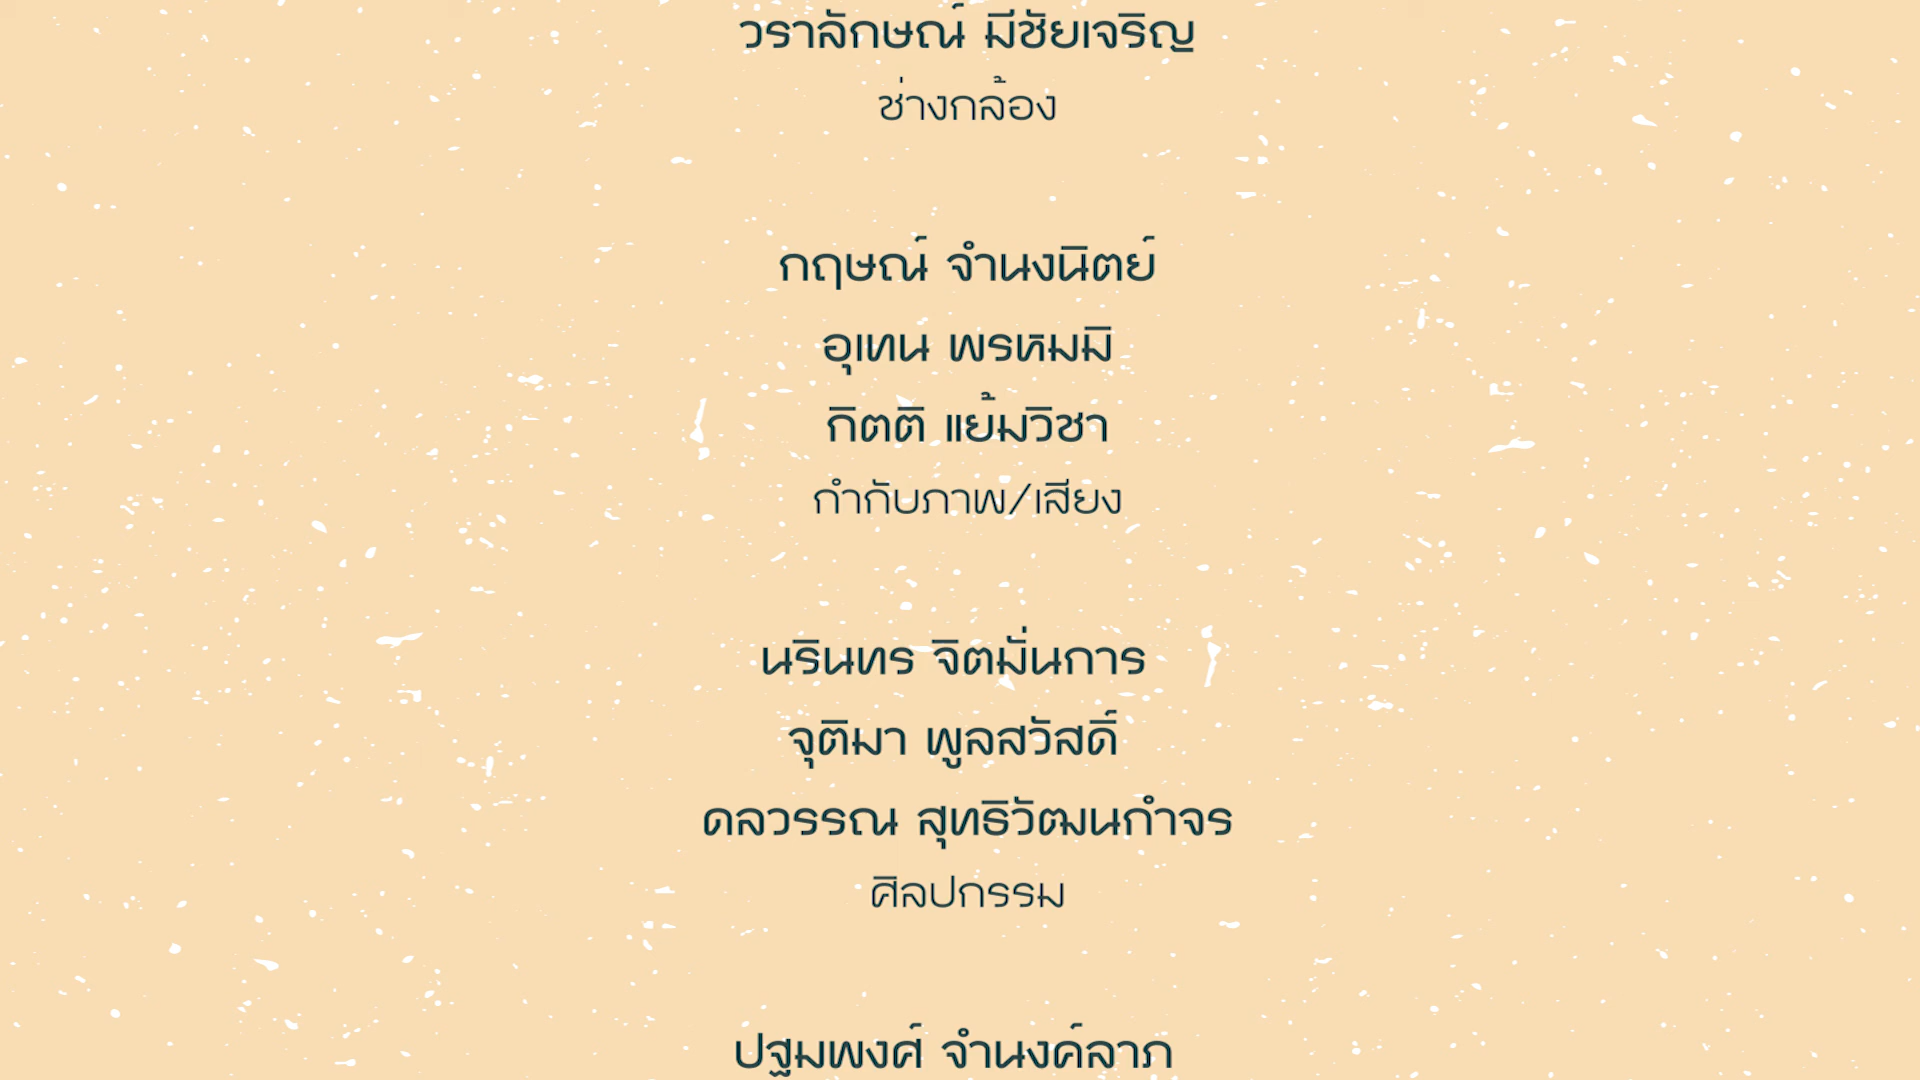 วราลักษณ์ มีชัยเจริญ
ช่างกล้อง
กฤษณ์ จำนงนิตย์
อุเทน พรหมมิ
กิตติ แย้มวิชา
กำกับภาพ/เสียง
นรินทร จิตมั่นการ
จุติมา พูลสวัสดิ์
ดลวรรณ สุทธิวัฒนกำจร
ศิลปกรรม
ปฐมพงศ์ จำนงค์ลาภ